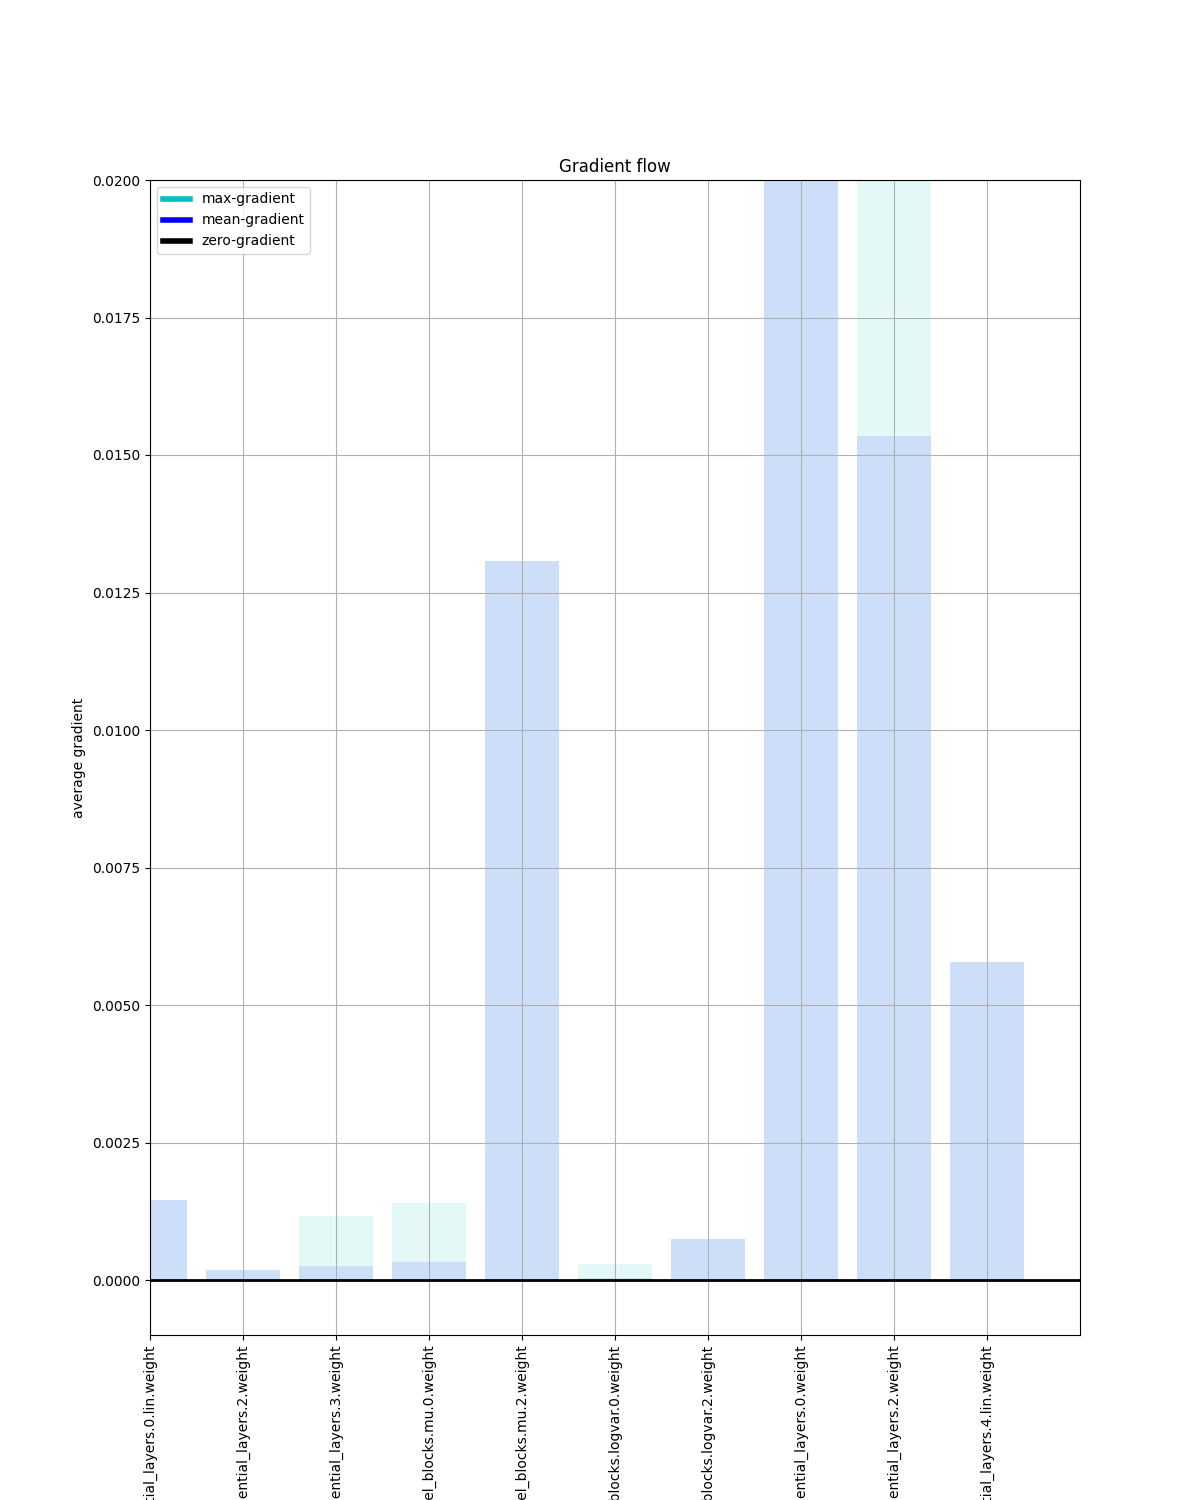 Gradient flow
max-gradient
mean-gradient
zero-gradient
0.0200
0.0175
0.0150
0.0125
0.0100
0.0075
0.0050
0.0025
0.0000
average gradient
tial_layers.0.lin.weight
ential_layers.2.weight
ential_layers.3.weight
el_blocks.mu.0.weight
el_blocks.mu.2.weight
blocks.logvar.0.weight
blocks.logvar.2.weight
ential_layers.0.weight
ential_layers.2.weight
tial_layers.4.lin.weight